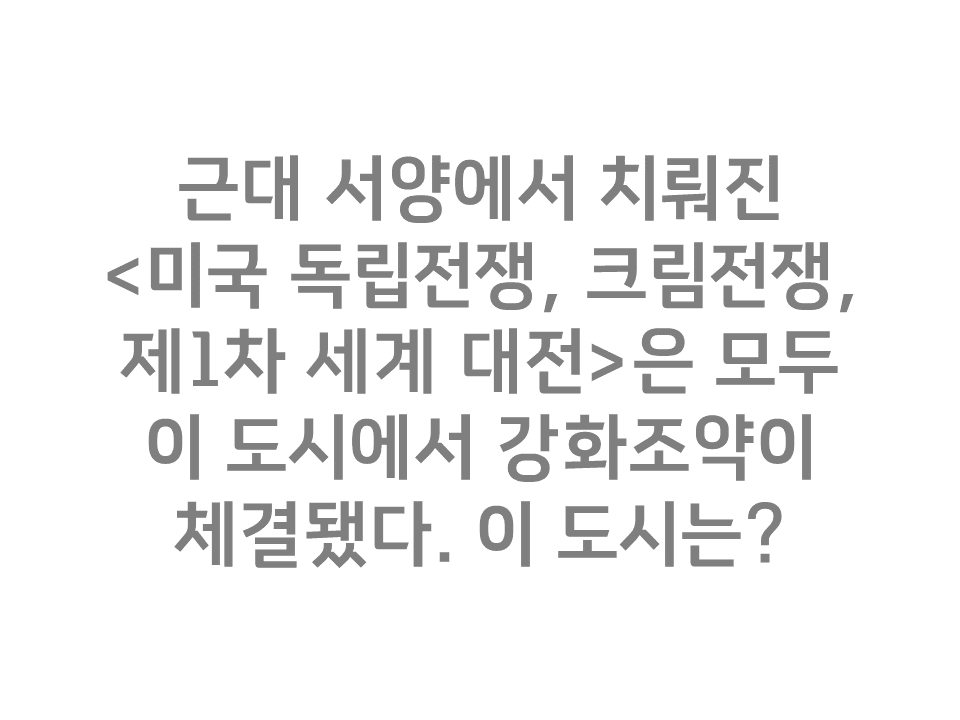 근대 서양에서 치뤄진
<미국 독립전쟁, 크림전쟁,
제1차 세계 대전>은 모두
이 도시에서 강화조약이
체결됐다. 이 도시는?